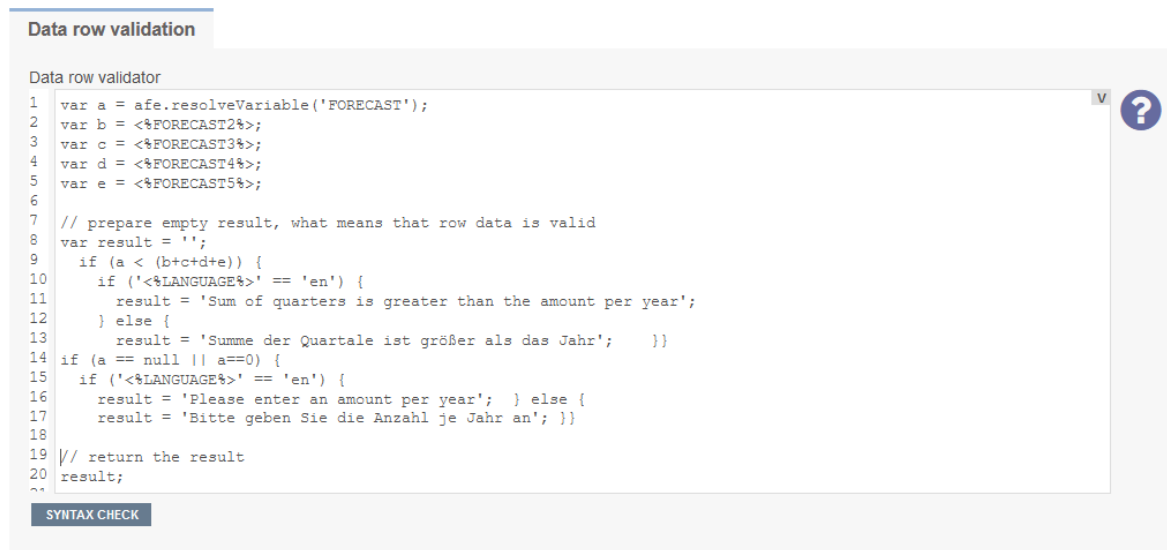 Data row validation
Data row validator
V
?
1 var a = afe.resolveVariable('FORECAST');
2 var b = <%FORECAST2%>;
3 var c = <%FORECAST3%>;
4 var d = <%FORECAST4%>;
5 var e = <%FORECAST5%>;
6
7 // prepare empty result, what means that row data is valid
8 var result = '';
9   if (a < (b+c+d+e)) {
10     if ('<%LANGUAGE%>' == 'en') {
11       result = 'Sum of quarters is greater than the amount per year';
12     } else {
13       result = 'Summe der Quartale ist größer als das Jahr';    }}
14 if (a == null || a==0) {
15   if ('<%LANGUAGE%>' == 'en') {
16     result = 'Please enter an amount per year';  } else {
17     result = 'Bitte geben Sie die Anzahl je Jahr an'; }}
18
19 // return the result
20 result;
SYNTAX CHECK